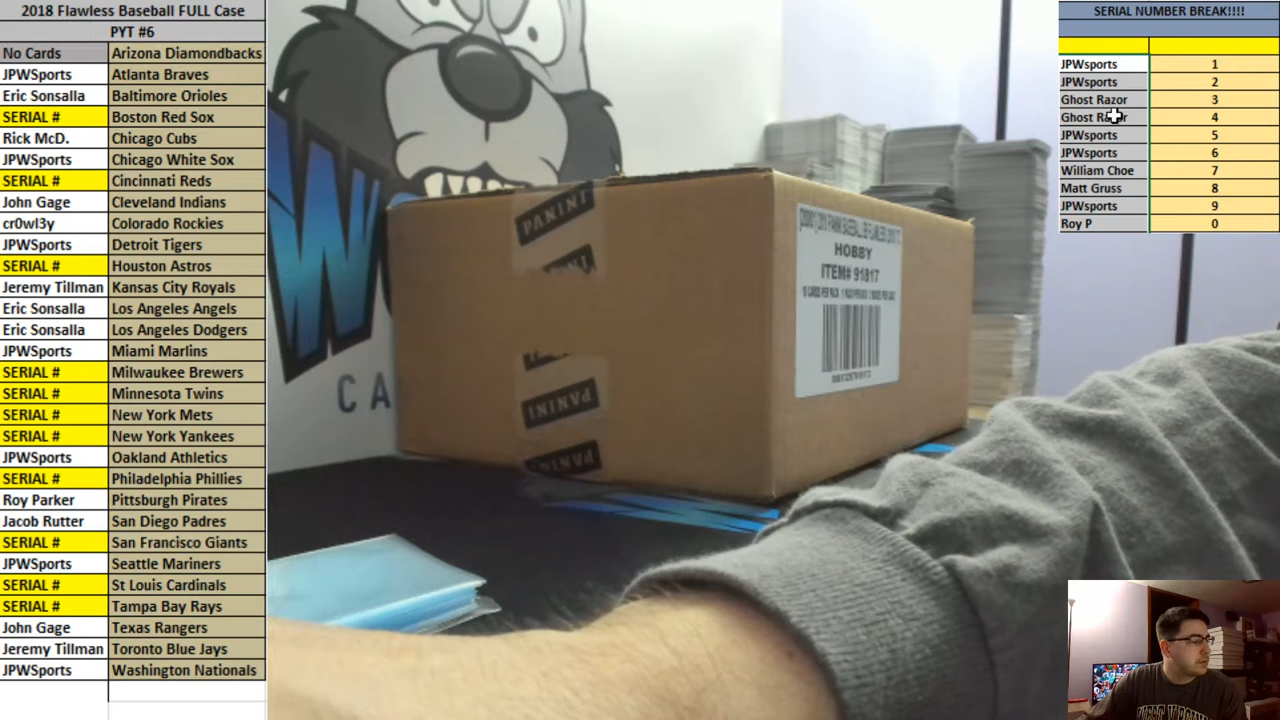 2018 Flawless Baseball FULL Case
PYT #6
No Cards Arizona Diamondbacks
JPWSports Atlanta Braves
Eric Sonsalla Baltimore Orioles
SERIAL # Boston Red Sox
Rick McD. Chicago Cubs
JPWSports Chicago White Sox
SERIAL # Cincinnati Reds
John Gage Cleveland Indians
cr0wl3y Colorado Rockies
JPWSports Detroit Tigers
SERIAL # Houston Astros
Jeremy Tillman Kansas City Royals
Eric Sonsalla Los Angeles Angels
Eric Sonsalla Los Angeles Dodgers
JPWSports Miami Marlins
SERIAL # Milwaukee Brewers
SERIAL # Minnesota Twins
SERIAL # New York Mets
SERIAL # New York Yankees
JPWSports Oakland Athletics
SERIAL # Philadelphia Phillies
Roy Parker Pittsburgh Pirates
Jacob Rutter San Diego Padres
SERIAL # San Francisco Giants
JPWSports Seattle Mariners
SERIAL # St Louis Cardinals
SERIAL # Tampa Bay Rays
John Gage Texas Rangers
Jeremy Tillman Toronto Blue Jays
JPWSports Washington Nationals
PANINI
PANINI
PANINI
HOBBY
ITEM# 91817
SERIAL NUMBER BREAK!!!!
JPWsports 1
JPWsports 2
Ghost Razor 3
Ghost Razor 4
JPWsports 5
JPWsports 6
William Choe 7
Matt Gruss 8
JPWsports 9
Roy P 0
WEST VIRGINIA